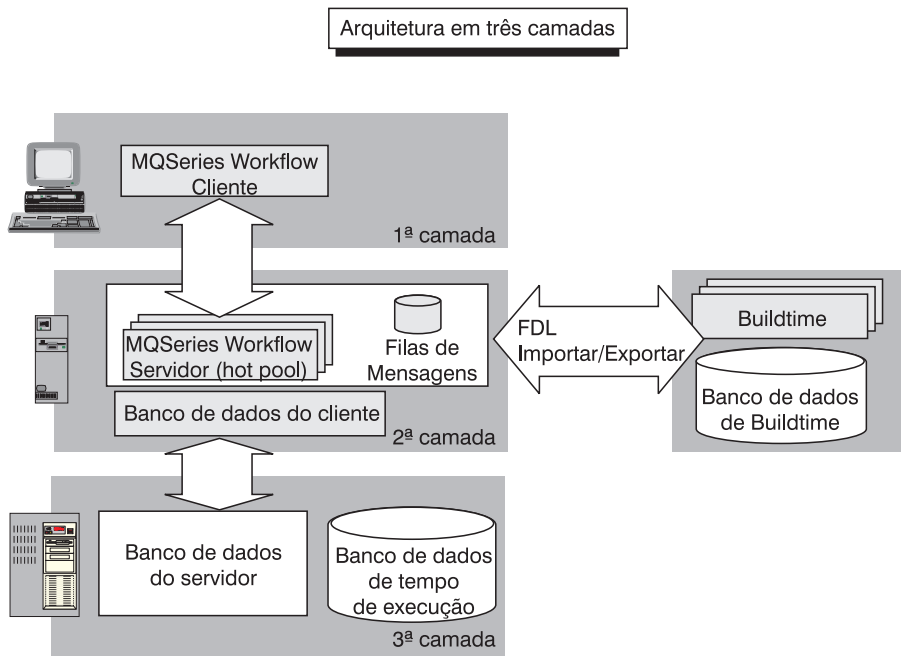 Arquitetura em três camadas
MQSeries Workflow
Cliente
1ª camada
MQSeries Workflow
Servidor (hot pool)
Filas de
Mensagens
Banco de dados do cliente
2ª camada
FDL
Importar/Exportar
Buildtime
Banco de dados
de Buildtime
Banco de dados
do servidor
Banco de dados
de tempo
de execução
3ª camada